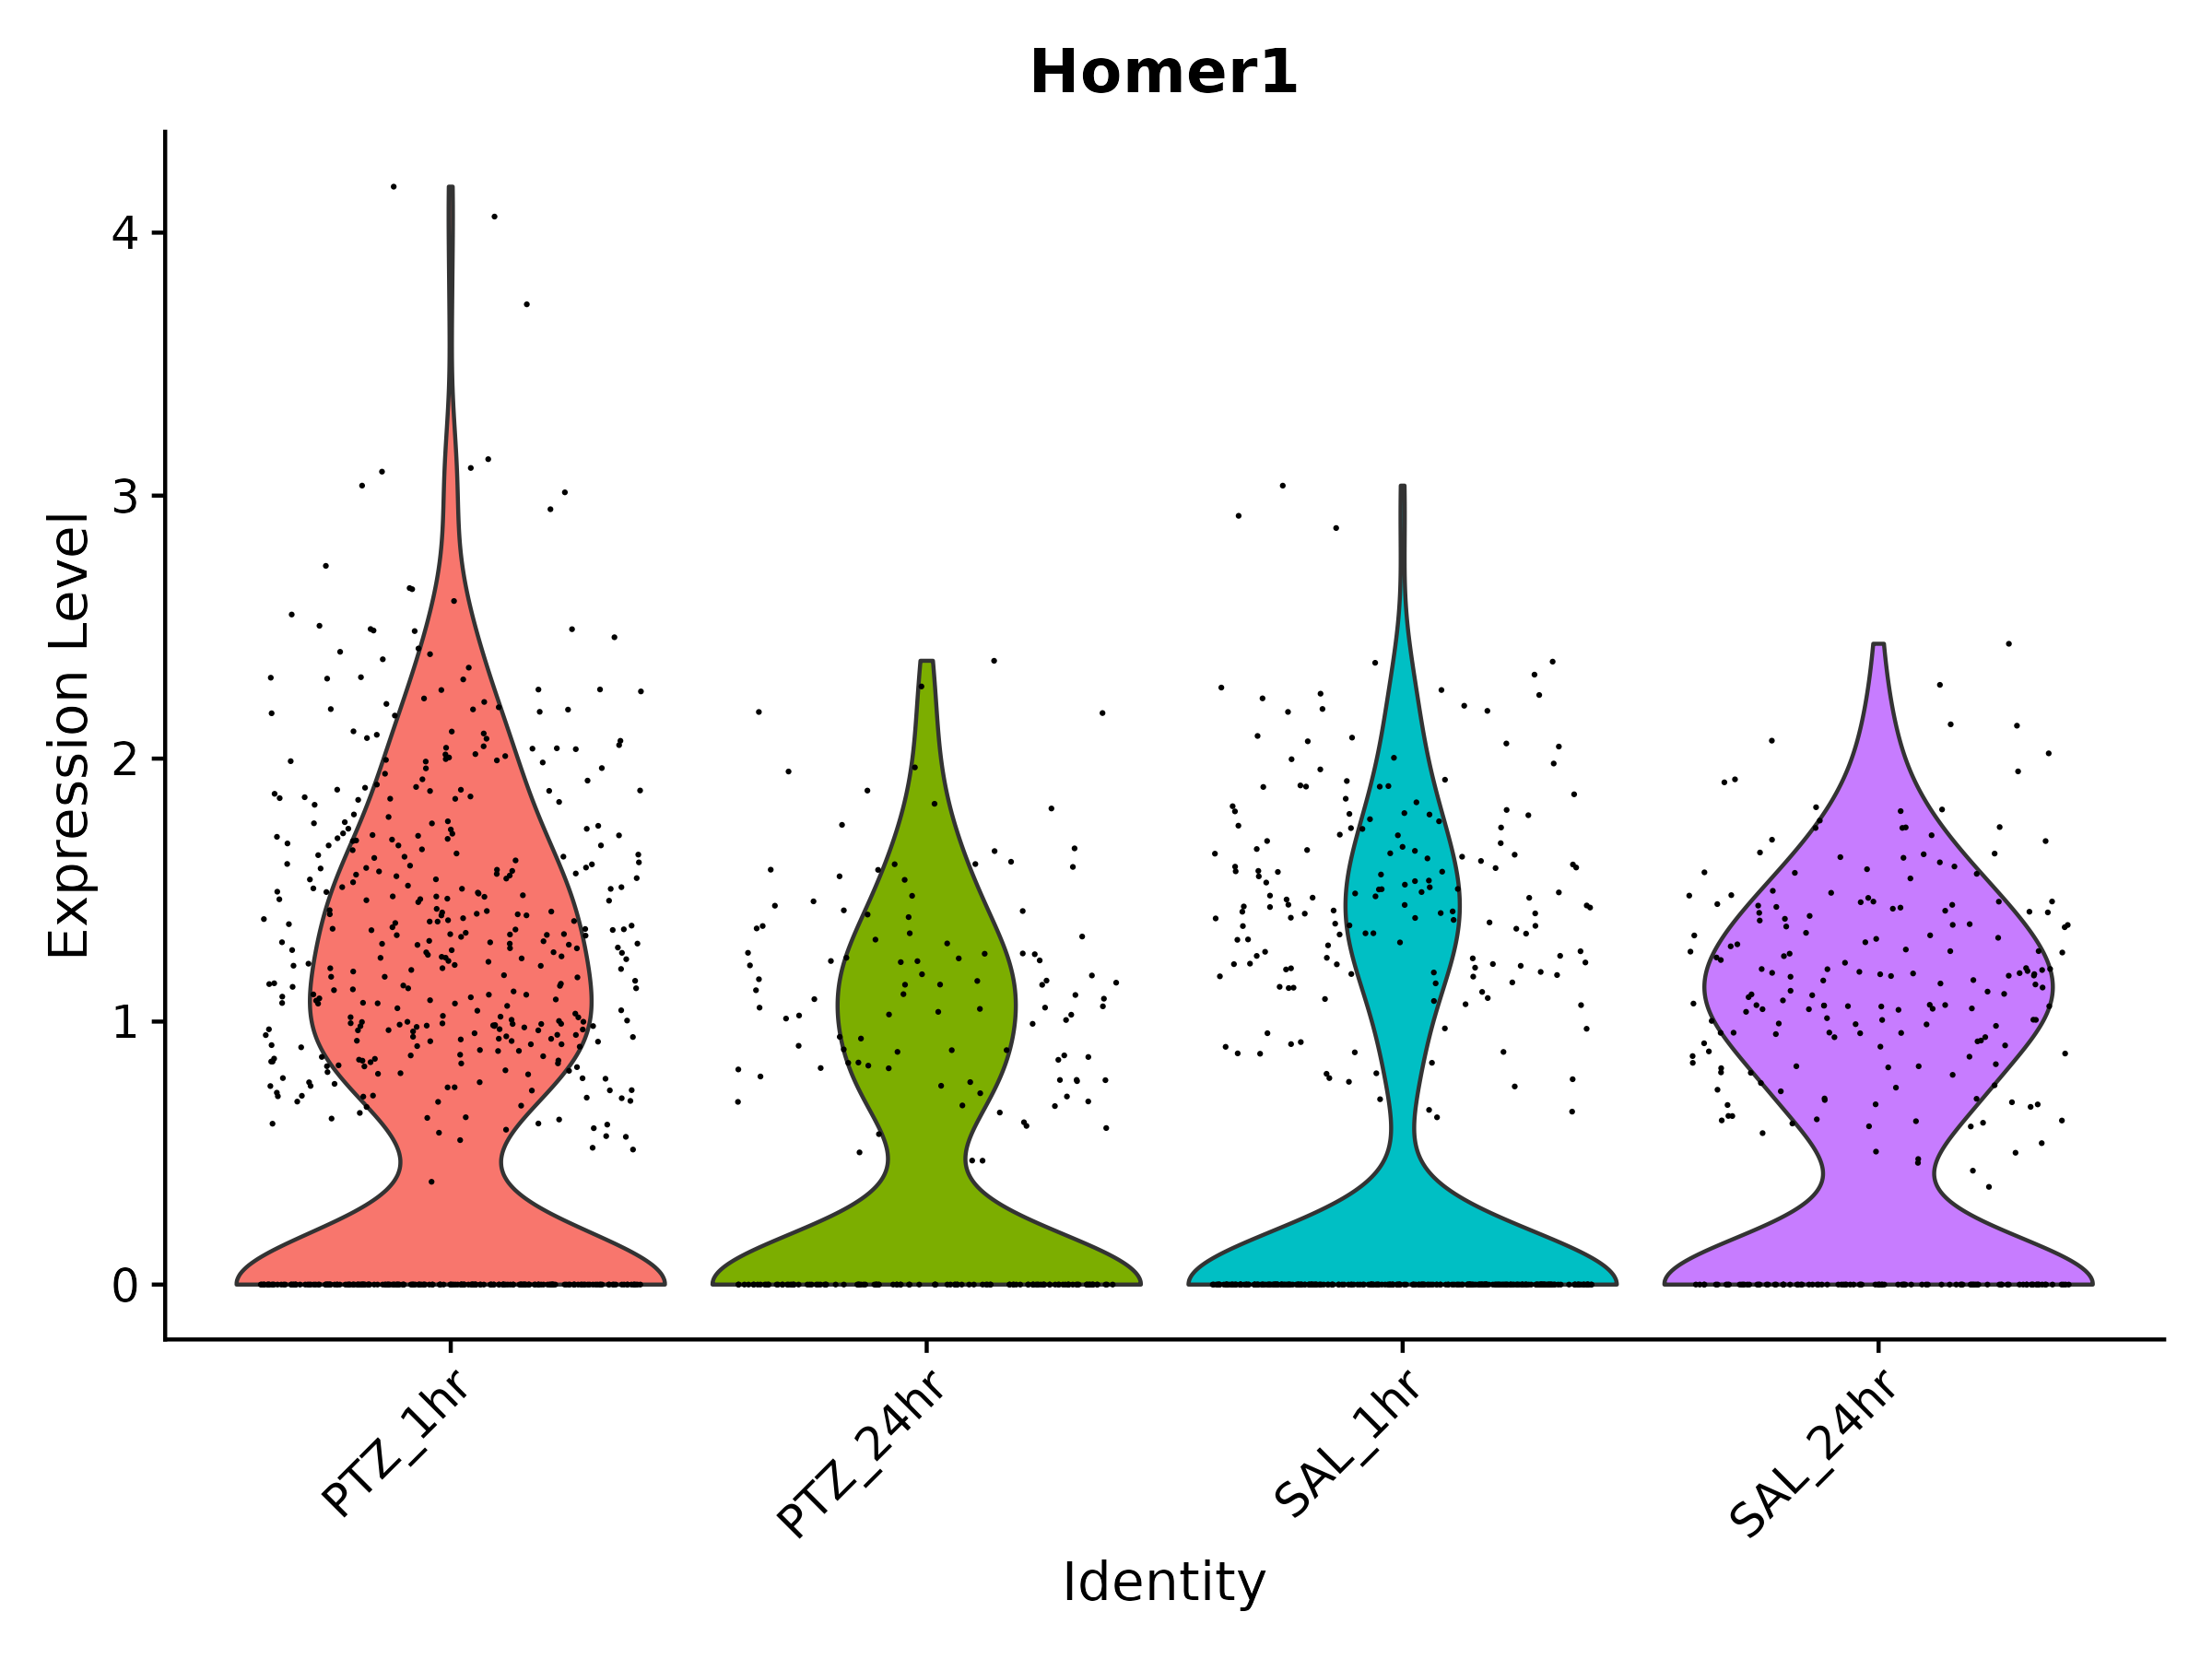 Homer1
Expression Level
4
3
2
1
0
PTZ_1hr
PTZ_24hr
SAL_1hr
SAL_24hr
Identity